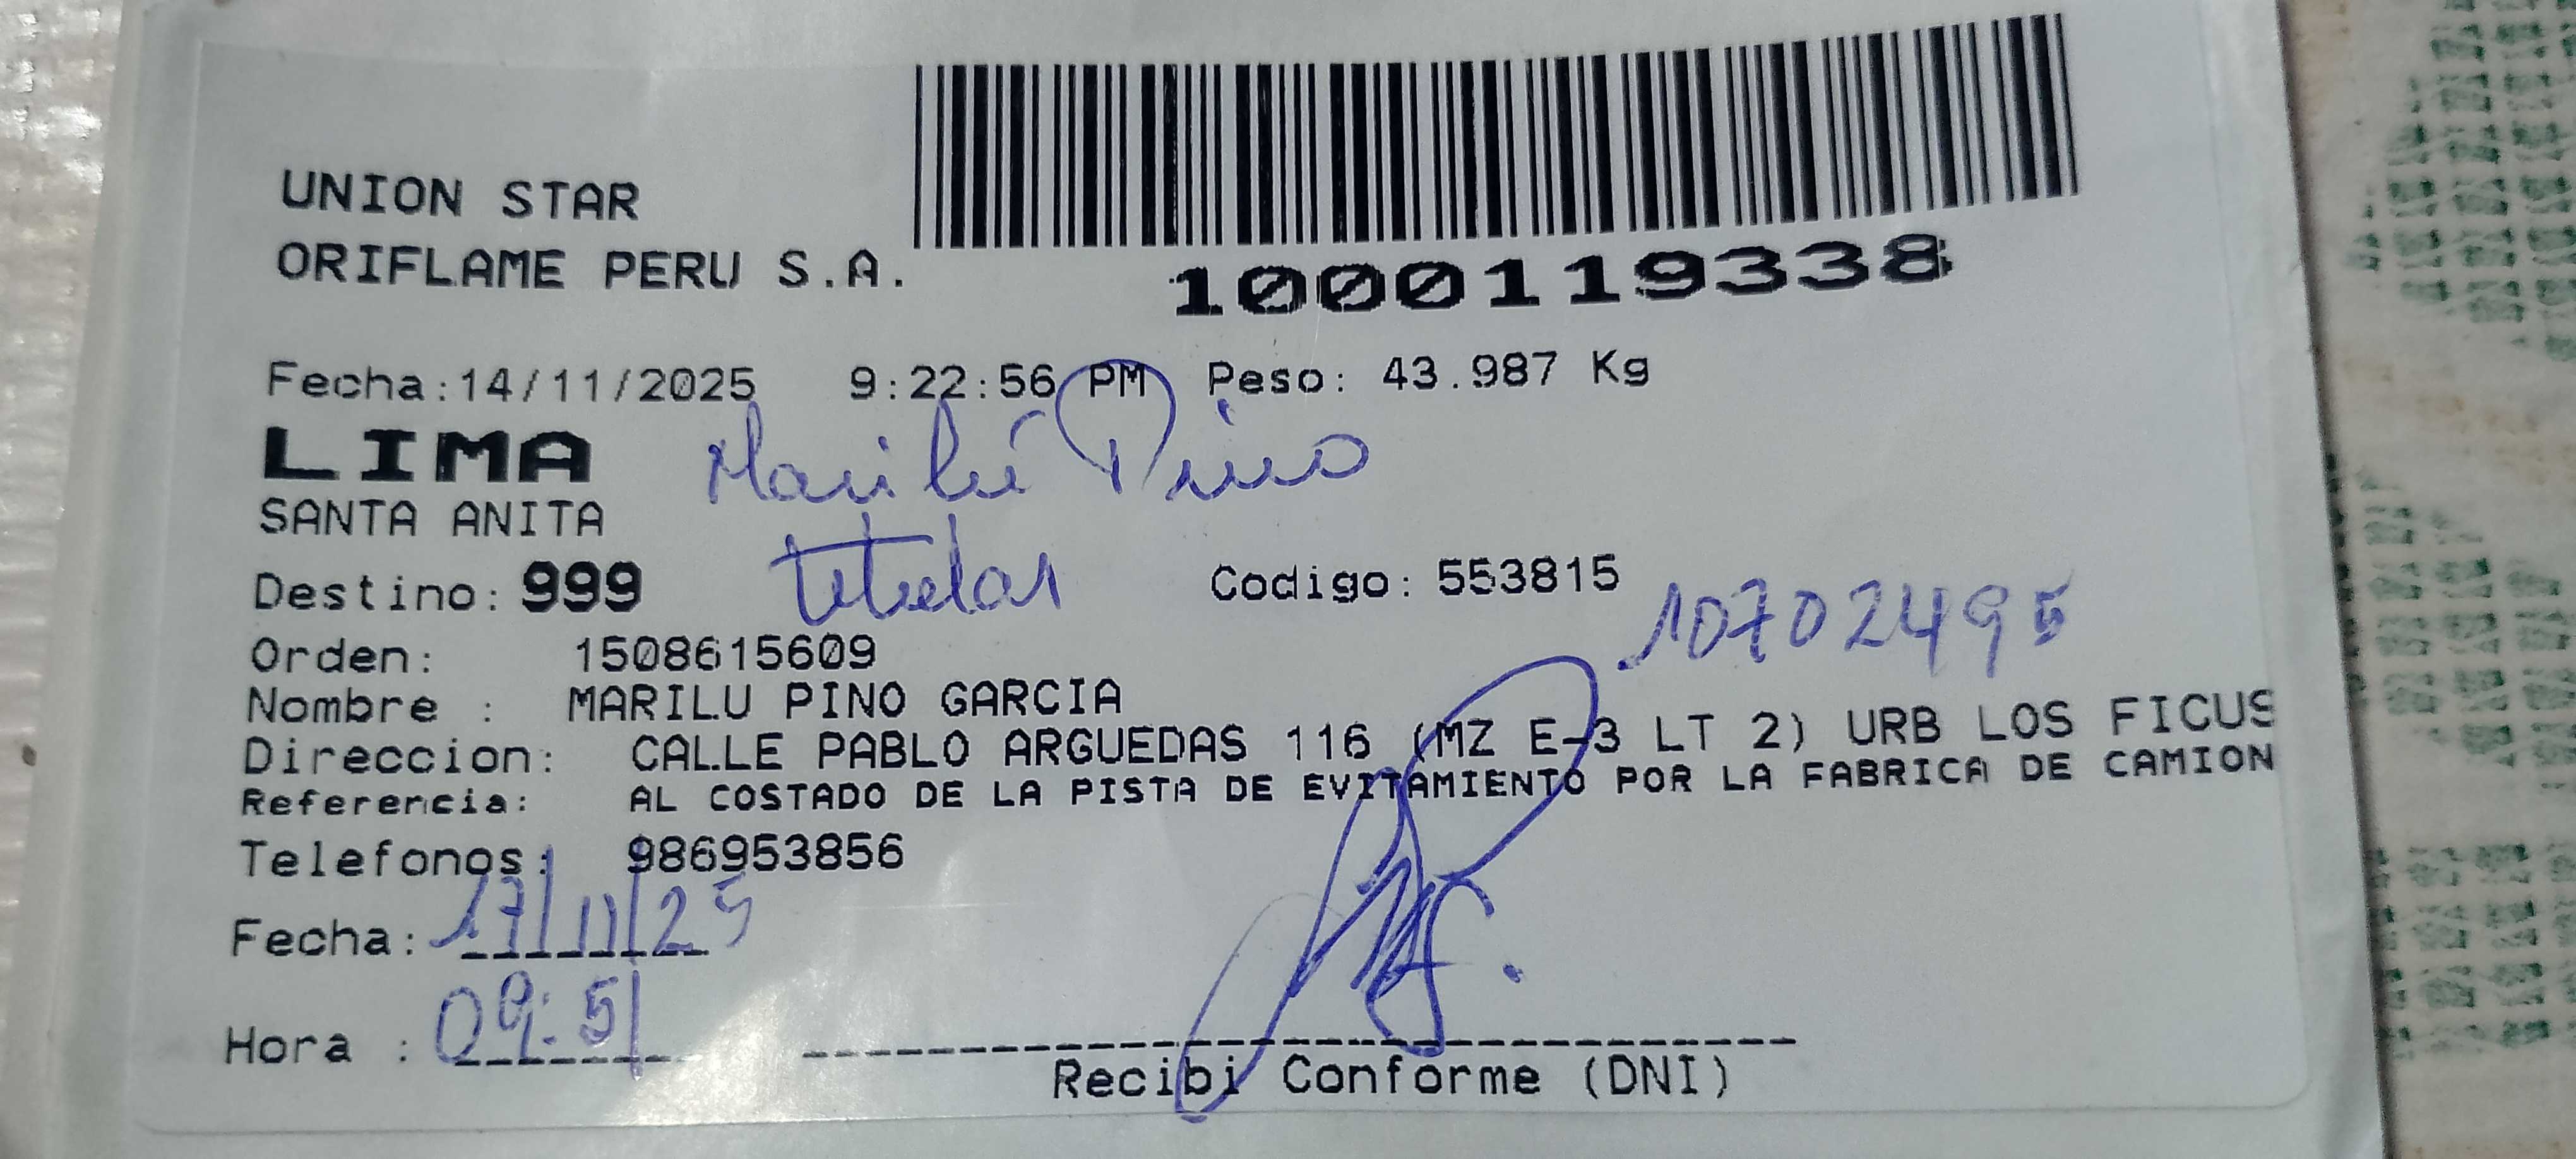 UNION STAR
ORIFLAME PERU S.A.
1000119338
Fecha:14/11/2025 9:22:56 PM Peso: 43.987 Kg
LIMA
Marilú Pino
SANTA ANITA
titular
Destino: 999 Codigo: 553815
10702495
Orden: 1508615609
Nombre : MARILU PINO GARCIA
Direccion: CALLE PABLO ARGUEDAS 116 (MZ E-3 LT 2) URB LOS FICUS
Referencia: AL COSTADO DE LA PISTA DE EVITAMIENTO POR LA FABRICA DE CAMION
Telefonos: 986953856
Fecha: 17/11/25
Hora : 09:51
Recibi Conforme (DNI)